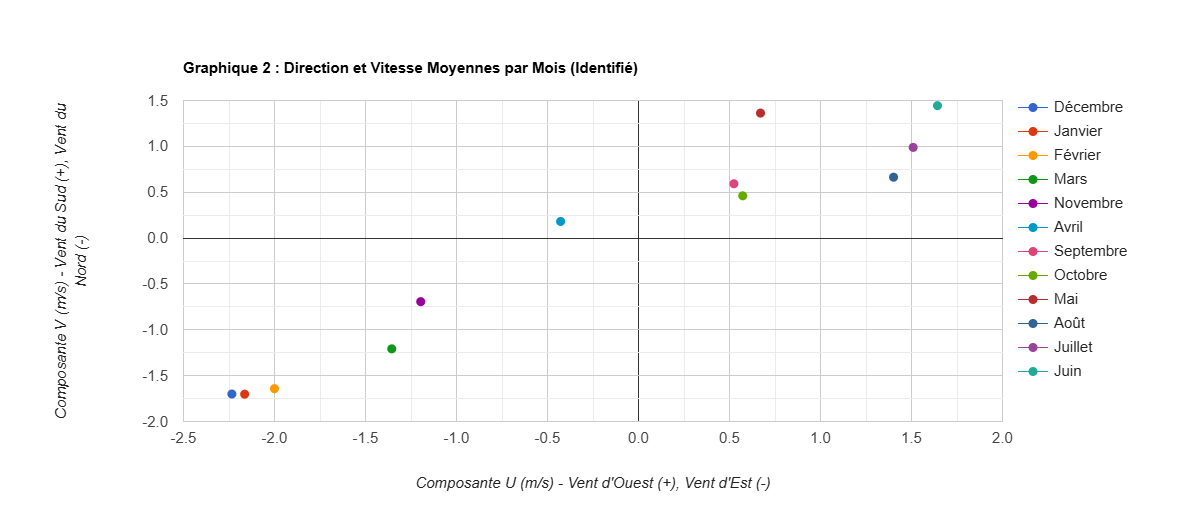 Graphique 2 : Direction et Vitesse Moyennes par Mois (Identifié)
Composante V (m/s) - Vent du Sud (+), Vent du
Nord (-)
1.5
1.0
0.5
0.0
-0.5
-1.0
-1.5
-2.0
-2.5
-2.0
-1.5
-1.0
-0.5
0.0
0.5
1.0
1.5
2.0
Composante U (m/s) - Vent d'Ouest (+), Vent d'Est (-)
Décembre
Janvier
Février
Mars
Novembre
Avril
Septembre
Octobre
Mai
Août
Juillet
Juin